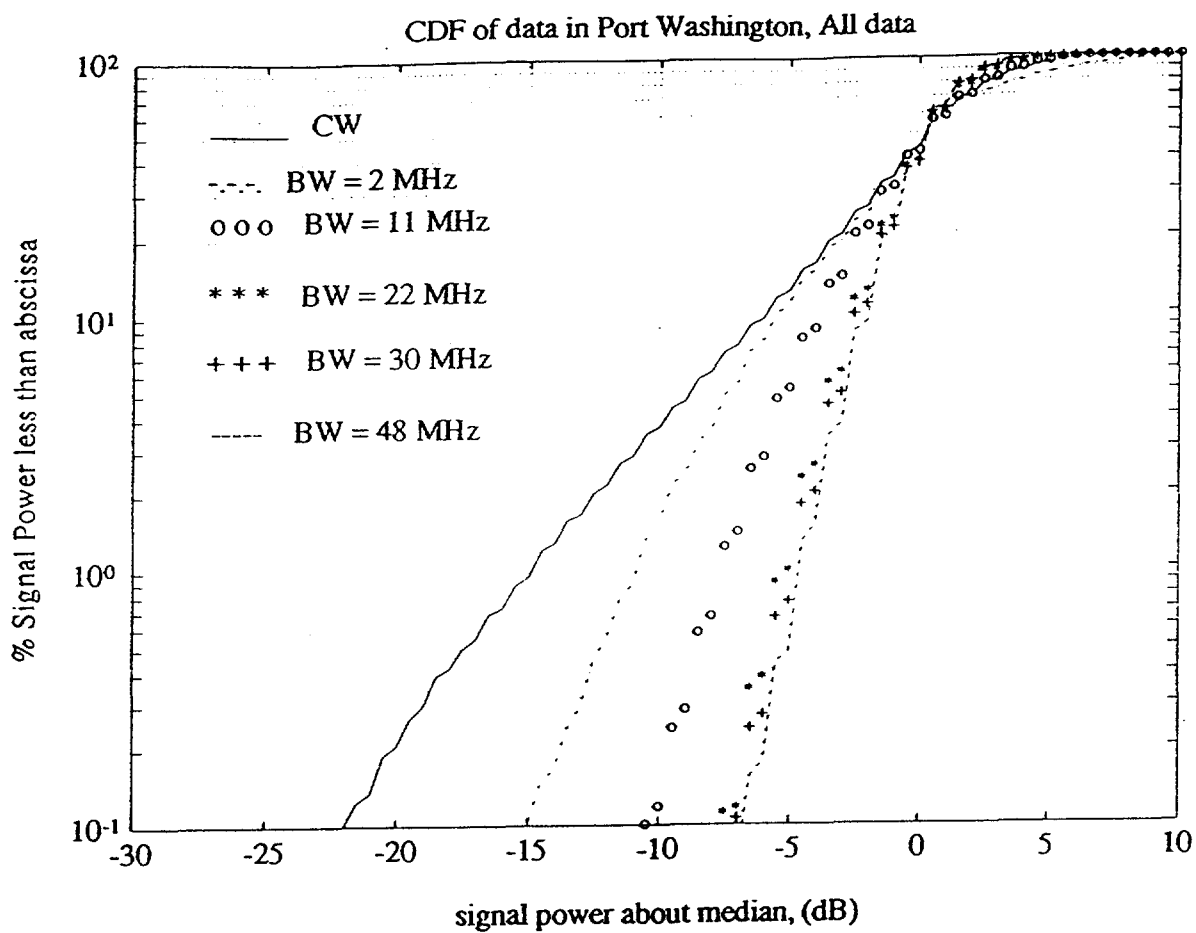 CDF of data in Port Washington, All data
10²
CW
BW = 2 MHz
BW = 11 MHz
BW = 22 MHz
BW = 30 MHz
BW = 48 MHz
% Signal Power less than abscissa
10¹
10⁰
10-1
-30 -25 -20 -15 -10 -5 0 5 10
signal power about median, (dB)